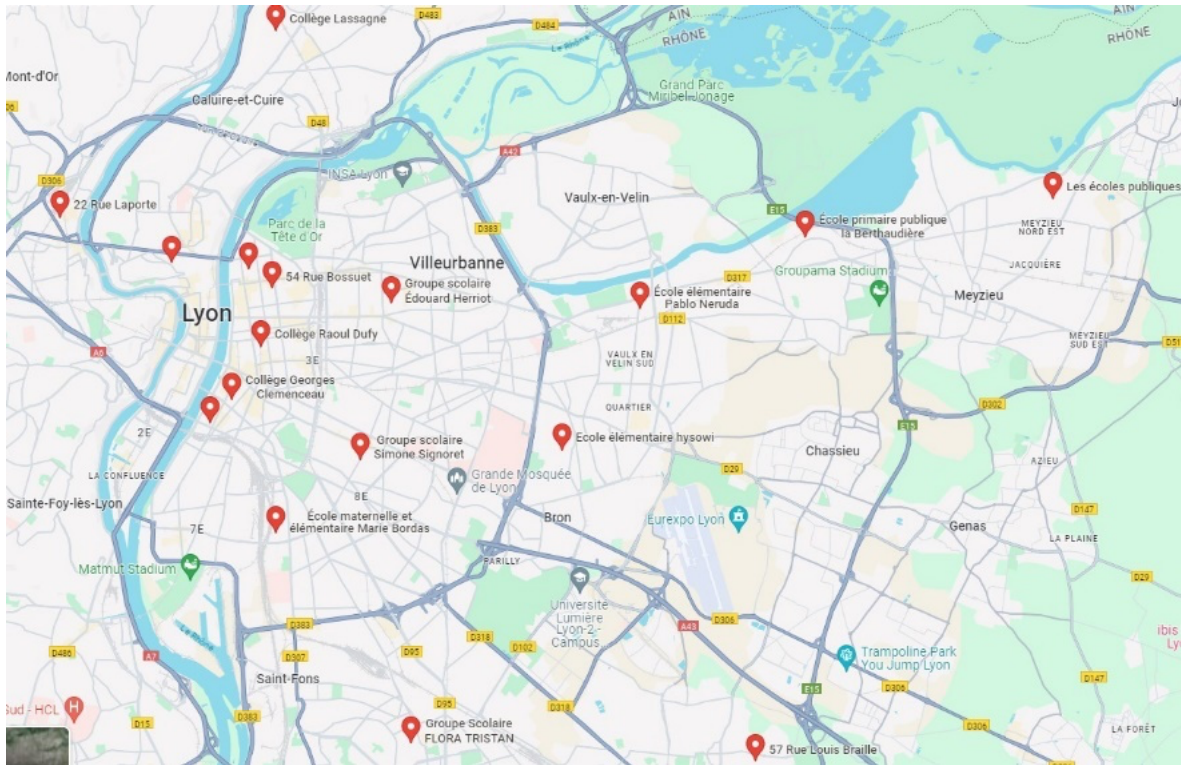 Collège Lassagne
D483
D484
AIN
RHÔNE
AIN
RHÔNE
Le Rhône
Mont-d'Or
Caluire-et-Cuire
Grand Parc
Miribel-Jonage
D48
A42
INSA Lyon
D306
22 Rue Laporte
Vaulx-en-Velin
Les écoles publiques
E15
École primaire publique
la Berthaudière
MEYZIEU
NORD EST
Parc de la
Tête d'Or
D383
JACQUIÈRE
Villeurbanne
54 Rue Bossuet
Groupe scolaire
Édouard Herriot
D317
Groupama Stadium
École élémentaire
Pablo Neruda
Meyzieu
Lyon
D112
Collège Raoul Dufy
MEYZIEU
SUD EST
D51
A6
3E
VAULX EN
VELIN SUD
Collège Georges
Clemenceau
QUARTIER
D302
E15
2E
Groupe scolaire
Simone Signoret
Ecole élémentaire hysowi
Chassieu
LA CONFLUENCE
Grande Mosquée
de Lyon
D29
AZIEU
Sainte-Foy-lès-Lyon
8E
D147
École maternelle et
élémentaire Marie Bordas
7E
Bron
Eurexpo Lyon
Genas
LA PLAINE
Matmut Stadium
PARILLY
D29
Université
Lumière
Lyon-2 -
Campus...
Le Rhône
D383
D318
D102
A43
D306
ibis
Ly
D486
A7
D307
D95
Trampoline Park
You Jump Lyon
Saint-Fons
D147
E15
D306
Sud - HCL
D15
D383
D95
D318
Groupe Scolaire
FLORA TRISTAN
57 Rue Louis Braille
LA FORÊT